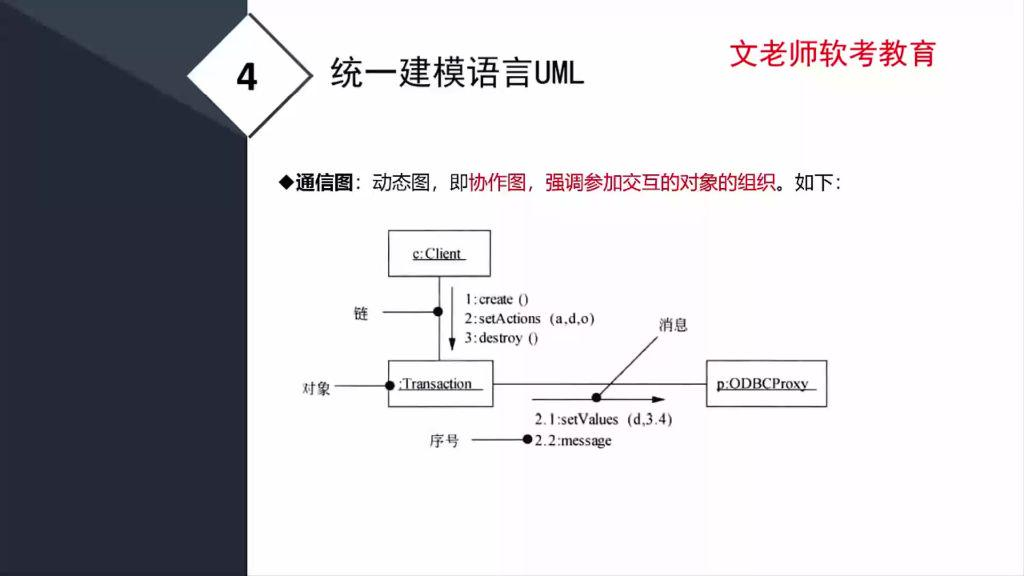 4
统一建模语言UML
文老师软考教育
◆通信图：动态图，即协作图，强调参加交互的对象的组织。如下：
c:Client
链
1:create ()
2:setActions (a,d,o)
3:destroy ()
消息
对象
:Transaction
p:ODBCProxy
2.1:setValues (d,3.4)
序号
2.2:message